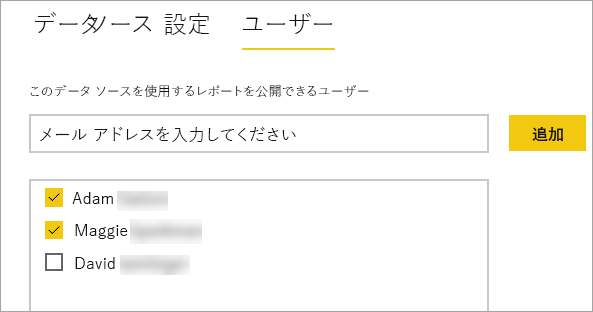 データソース 設定 ユーザー
このデータ ソースを使用するレポートを公開できるユーザー
メール アドレスを入力してください 追加
Adam
Maggie
David